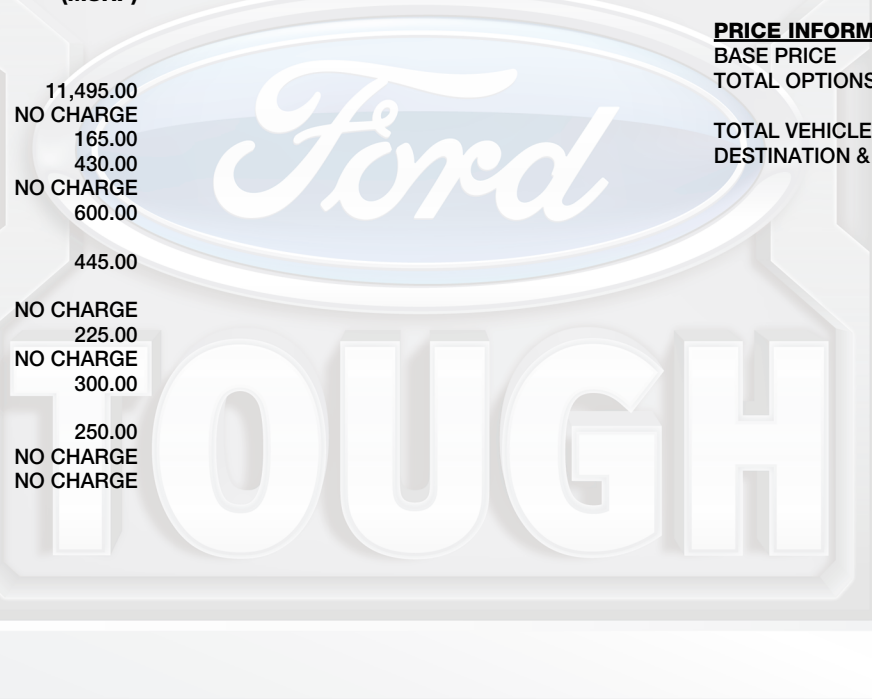 11,495.00
NO CHARGE
165.00
430.00
NO CHARGE
600.00
445.00
NO CHARGE
225.00
NO CHARGE
300.00
250.00
NO CHARGE
NO CHARGE
PRICE INFORM
BASE PRICE
TOTAL OPTIONS
TOTAL VEHICLE
DESTINATION &
Ford
TOUGH